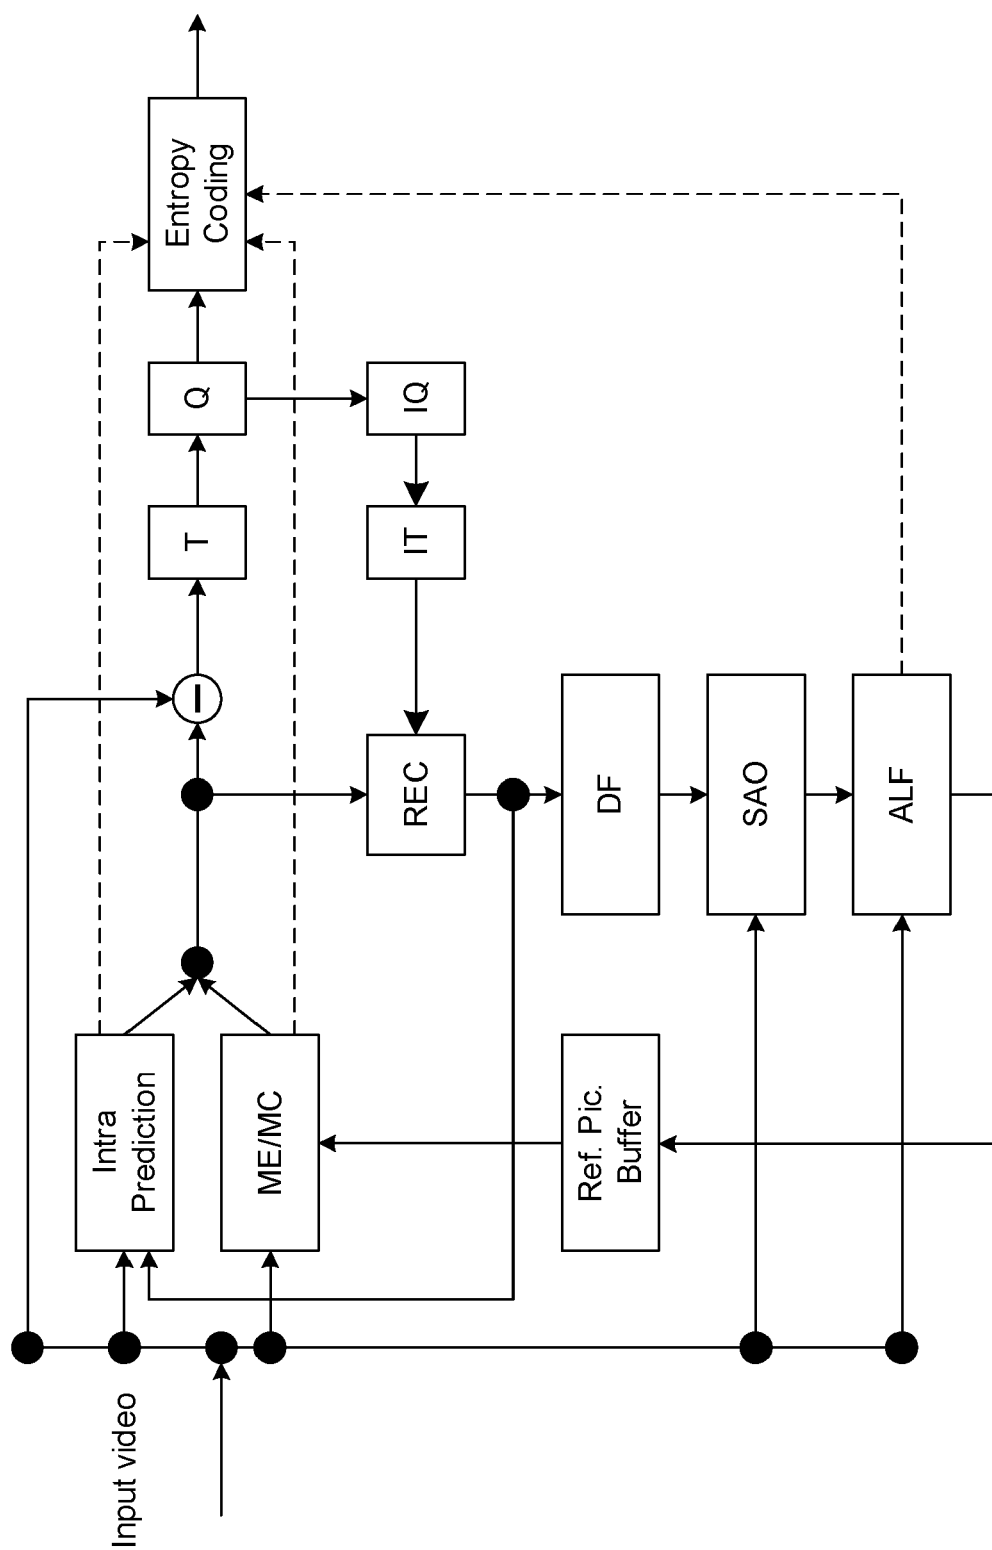 Input video
Intra
Prediction
ME/MC
T
Q
Entropy
Coding
REC
IT
IQ
Ref. Pic.
Buffer
DF
SAO
ALF